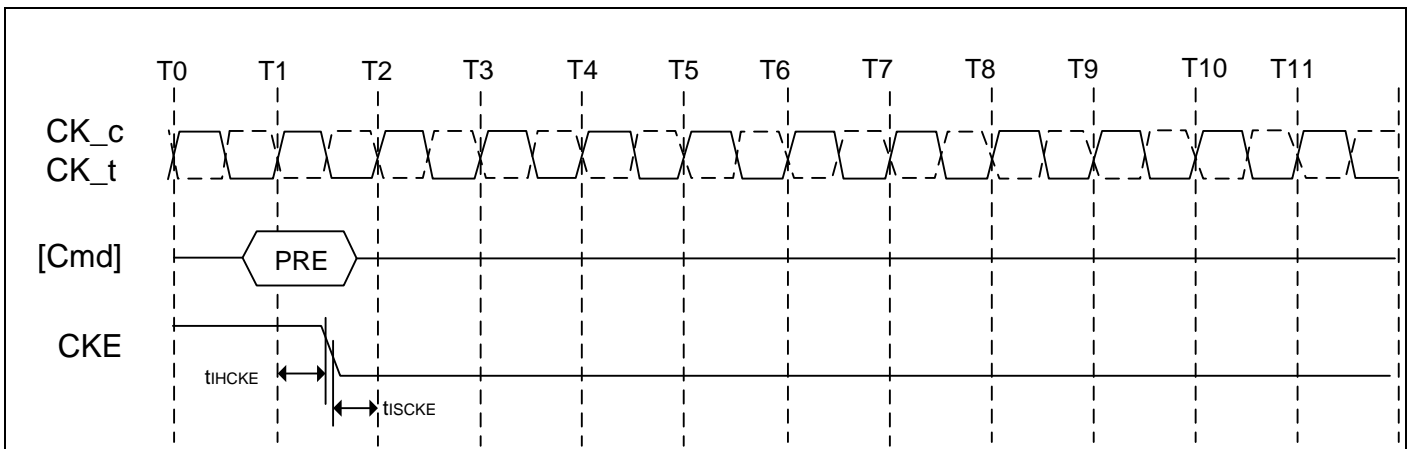 T0 T1 T2 T3 T4 T5 T6 T7 T8 T9 T10 T11
CK_c
CK_t
[Cmd] PRE
CKE
tIHCKE
tISCKE